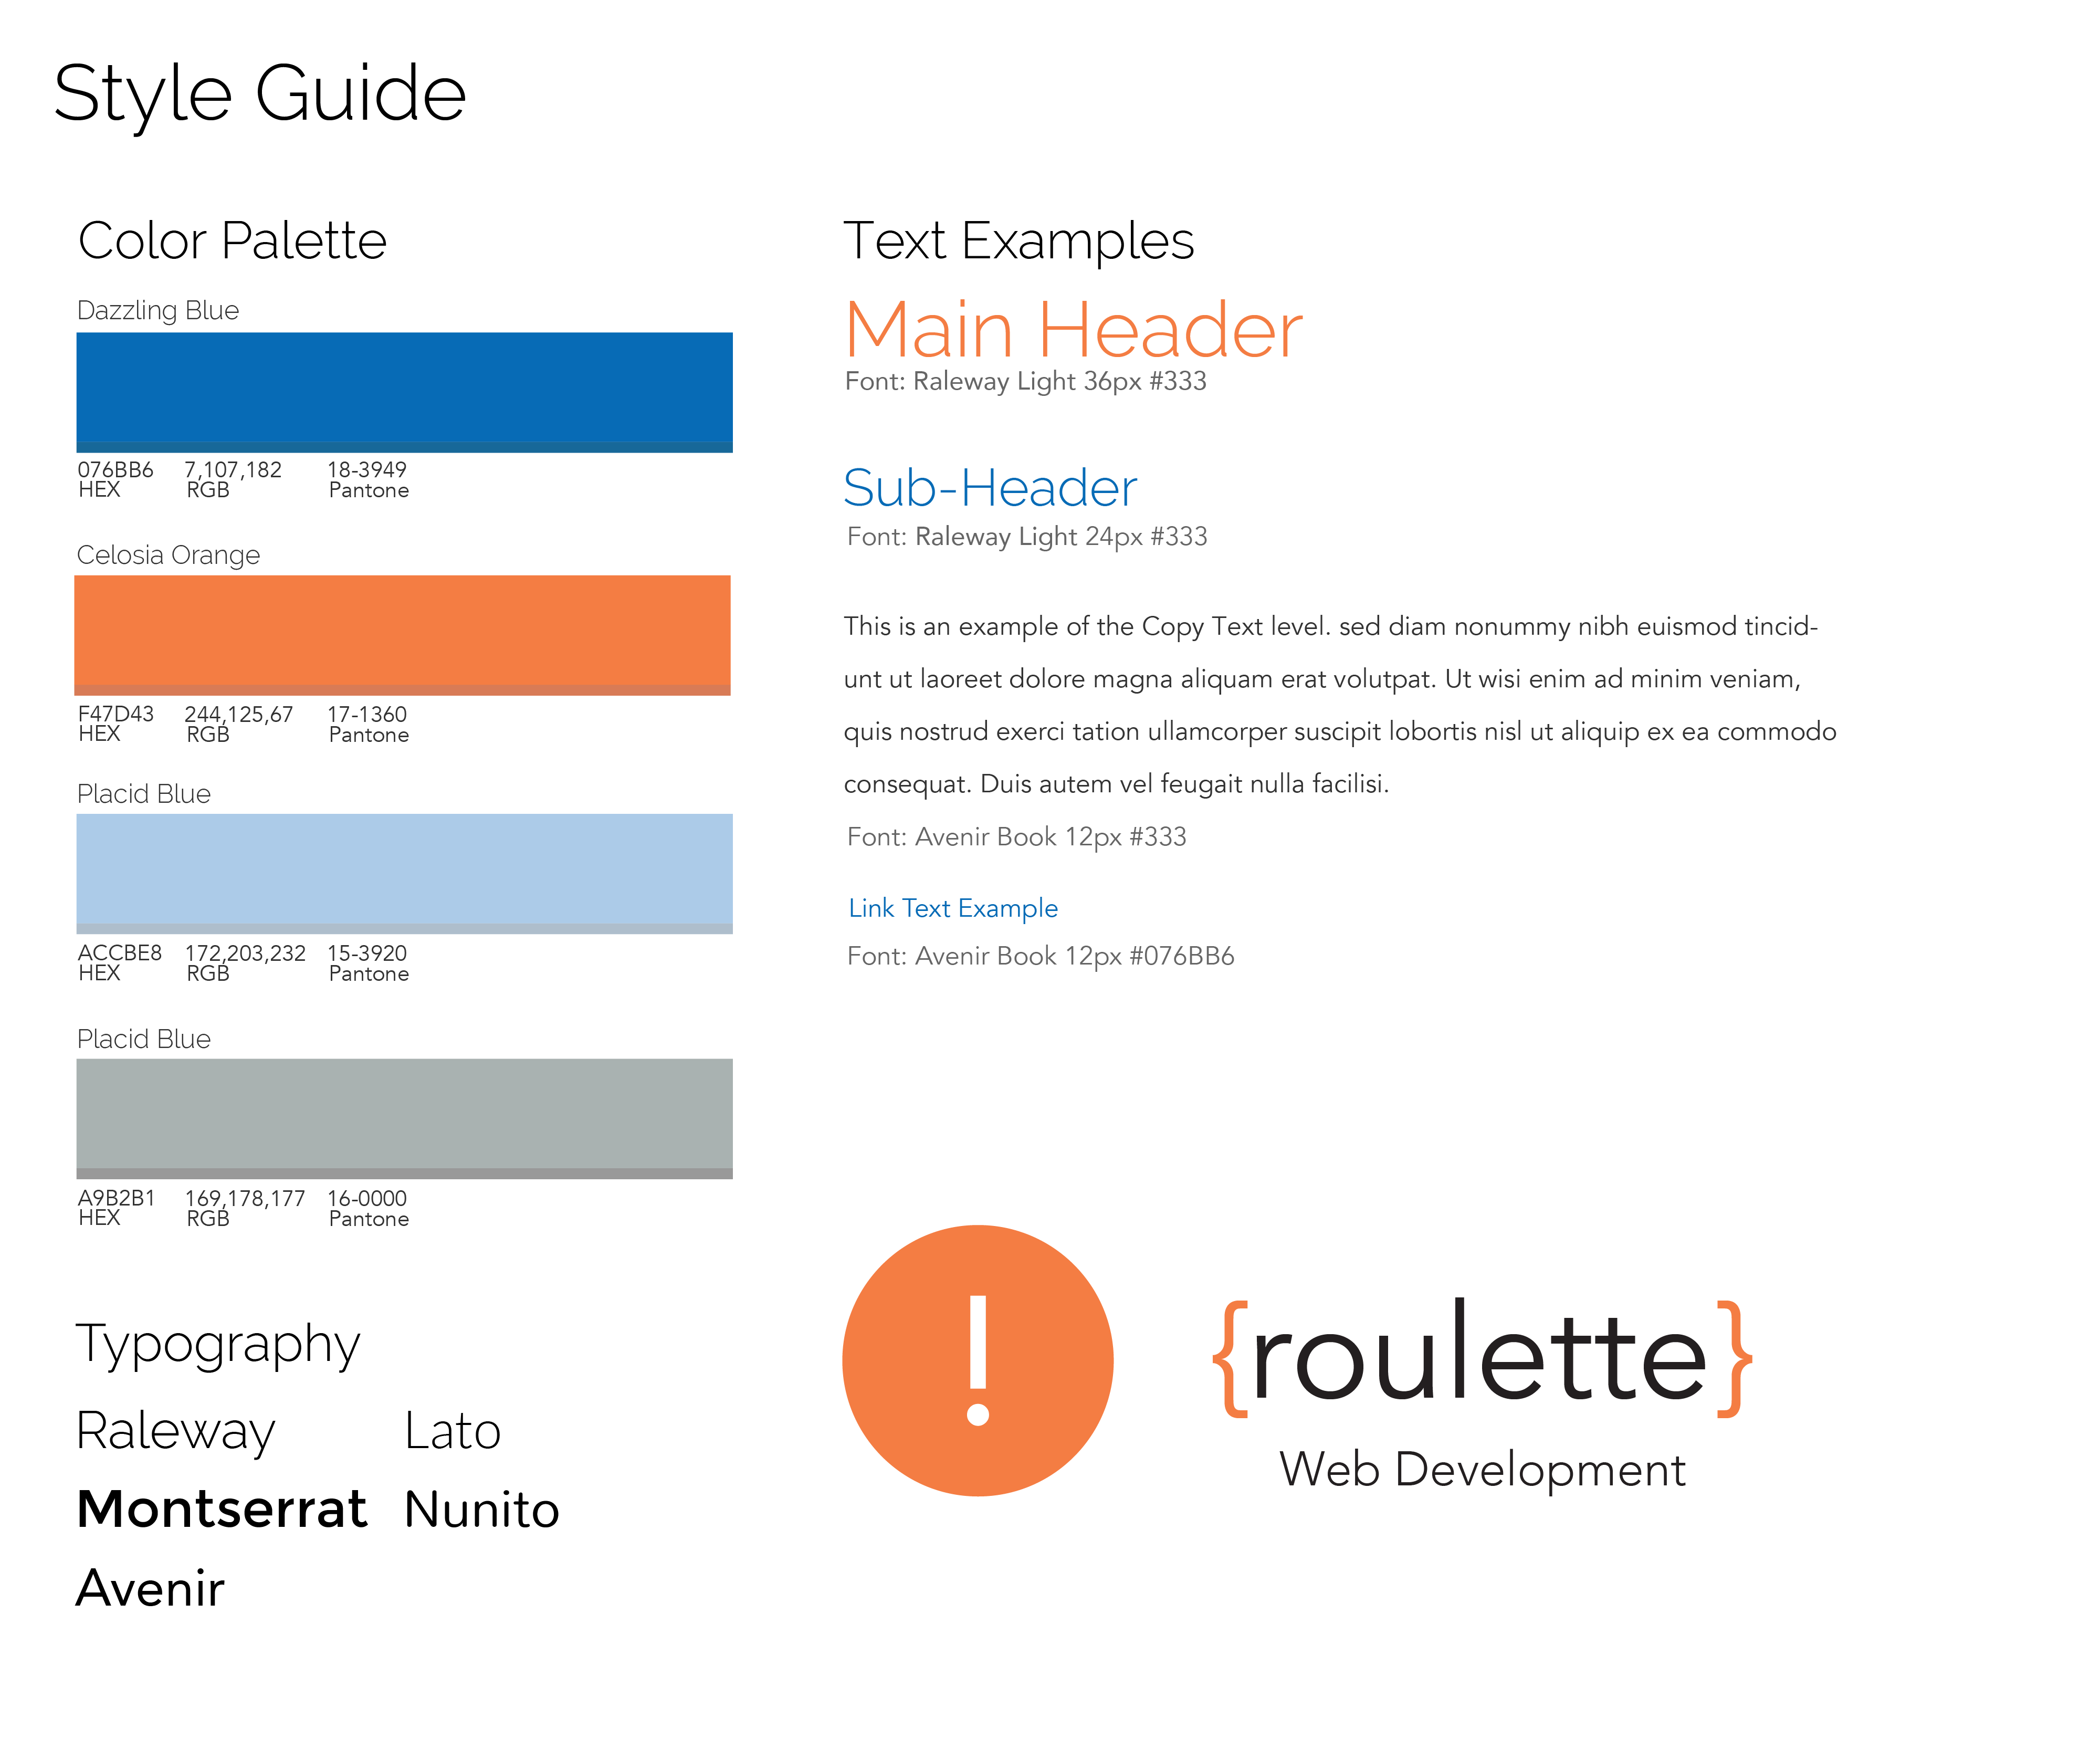 Style Guide
Color Palette
Dazzling Blue
076BB6 7,107,182 18-3949
HEX RGB Pantone
Celosia Orange
F47D43 244,125,67 17-1360
HEX RGB Pantone
Placid Blue
ACCBE8 172,203,232 15-3920
HEX RGB Pantone
Placid Blue
A9B2B1 169,178,177 16-0000
HEX RGB Pantone
Typography
Raleway Lato
Montserrat Nunito
Avenir
Text Examples
Main Header
Font: Raleway Light 36px #333
Sub-Header
Font: Raleway Light 24px #333
This is an example of the Copy Text level. sed diam nonummy nibh euismod tincid-
unt ut laoreet dolore magna aliquam erat volutpat. Ut wisi enim ad minim veniam,
quis nostrud exerci tation ullamcorper suscipit lobortis nisl ut aliquip ex ea commodo
consequat. Duis autem vel feugait nulla facilisi.
Font: Avenir Book 12px #333
Link Text Example
Font: Avenir Book 12px #076BB6
!
{roulette}
Web Development